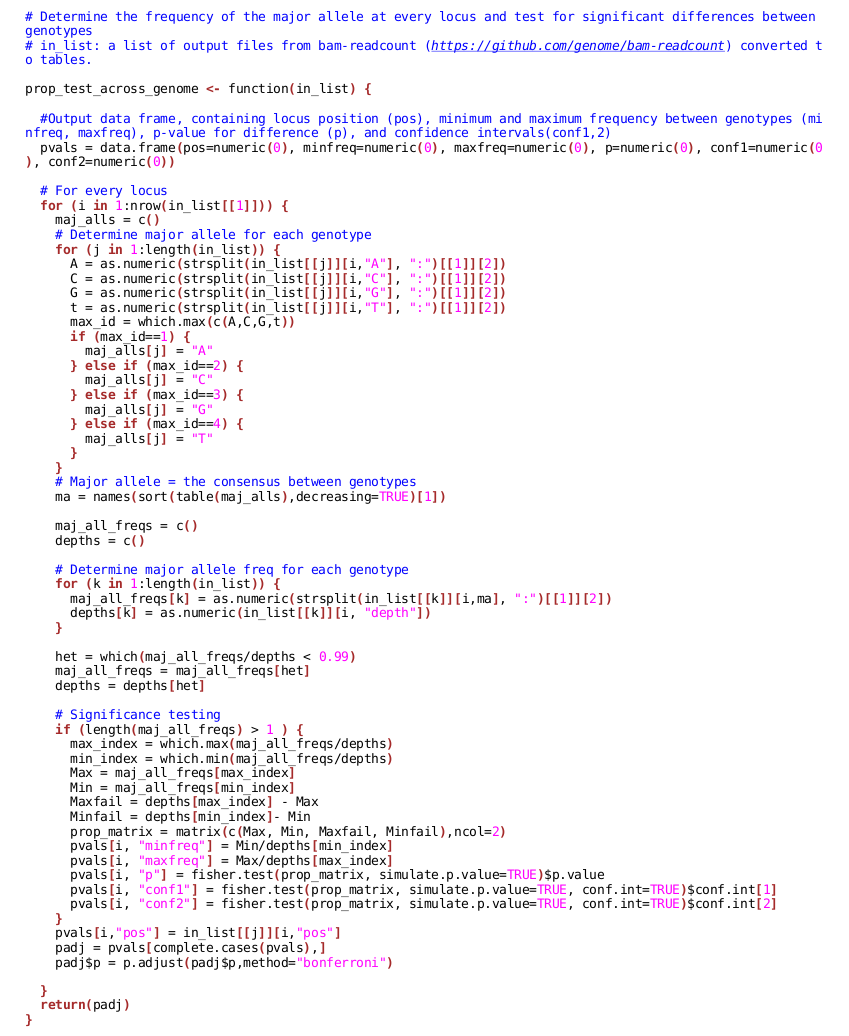 # Determine the frequency of the major allele at every locus and test for significant differences between
genotypes
# in_list: a list of output files from bam-readcount (https://github.com/genome/bam-readcount) converted t
o tables.
prop_test_across_genome <- function(in_list) {
#Output data frame, containing locus position (pos), minimum and maximum frequency between genotypes (mi
nfreq, maxfreq), p-value for difference (p), and confidence intervals(conf1,2)
pvals = data.frame(pos=numeric(0), minfreq=numeric(0), maxfreq=numeric(0), p=numeric(0), conf1=numeric(0
), conf2=numeric(0))
# For every locus
for (i in 1:nrow(in_list[[1]])) {
maj_alls = c()
# Determine major allele for each genotype
for (j in 1:length(in_list)) {
A = as.numeric(strsplit(in_list[[j]][i,"A"], ":")[[1]][2])
C = as.numeric(strsplit(in_list[[j]][i,"C"], ":")[[1]][2])
G = as.numeric(strsplit(in_list[[j]][i,"G"], ":")[[1]][2])
t = as.numeric(strsplit(in_list[[j]][i,"T"], ":")[[1]][2])
max_id = which.max(c(A,C,G,t))
if (max_id==1) {
maj_alls[j] = "A"
} else if (max_id==2) {
maj_alls[j] = "C"
} else if (max_id==3) {
maj_alls[j] = "G"
} else if (max_id==4) {
maj_alls[j] = "T"
}
}
# Major allele = the consensus between genotypes
ma = names(sort(table(maj_alls),decreasing=TRUE)[1])
maj_all_freqs = c()
depths = c()
# Determine major allele freq for each genotype
for (k in 1:length(in_list)) {
maj_all_freqs[k] = as.numeric(strsplit(in_list[[k]][i,ma], ":")[[1]][2])
depths[k] = as.numeric(in_list[[k]][i, "depth"])
}
het = which(maj_all_freqs/depths < 0.99)
maj_all_freqs = maj_all_freqs[het]
depths = depths[het]
# Significance testing
if (length(maj_all_freqs) > 1 ) {
max_index = which.max(maj_all_freqs/depths)
min_index = which.min(maj_all_freqs/depths)
Max = maj_all_freqs[max_index]
Min = maj_all_freqs[min_index]
Maxfail = depths[max_index] - Max
Minfail = depths[min_index]- Min
prop_matrix = matrix(c(Max, Min, Maxfail, Minfail),ncol=2)
pvals[i, "minfreq"] = Min/depths[min_index]
pvals[i, "maxfreq"] = Max/depths[max_index]
pvals[i, "p"] = fisher.test(prop_matrix, simulate.p.value=TRUE)$p.value
pvals[i, "conf1"] = fisher.test(prop_matrix, simulate.p.value=TRUE, conf.int=TRUE)$conf.int[1]
pvals[i, "conf2"] = fisher.test(prop_matrix, simulate.p.value=TRUE, conf.int=TRUE)$conf.int[2]
}
pvals[i,"pos"] = in_list[[j]][i,"pos"]
padj = pvals[complete.cases(pvals),]
padj$p = p.adjust(padj$p,method="bonferroni")
}
return(padj)
}